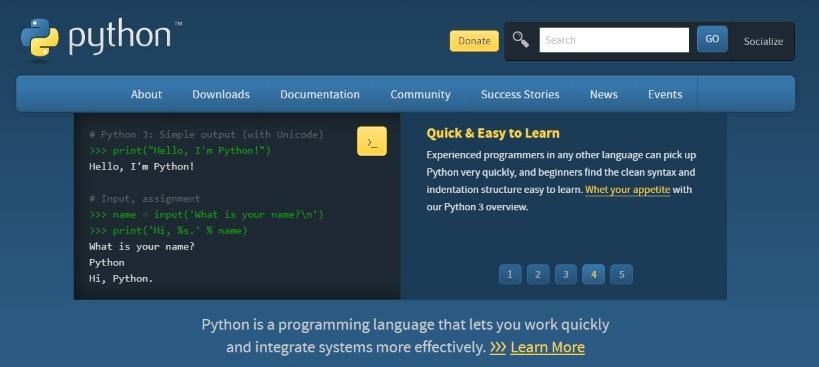 python™
Donate
Search
GO
Socialize
About Downloads Documentation Community Success Stories News Events
# Python 3: Simple output (with Unicode)
>>> print("Hello, I'm Python!")
Hello, I'm Python!
# Input, assignment
>>> name = input('What is your name?\n')
>>> print('Hi, %s.' % name)
What is your name?
Python
Hi, Python.
>_
Quick & Easy to Learn
Experienced programmers in any other language can pick up
Python very quickly, and beginners find the clean syntax and
indentation structure easy to learn. Whet your appetite with
our Python 3 overview.
1 2 3 4 5
Python is a programming language that lets you work quickly
and integrate systems more effectively. >>> Learn More